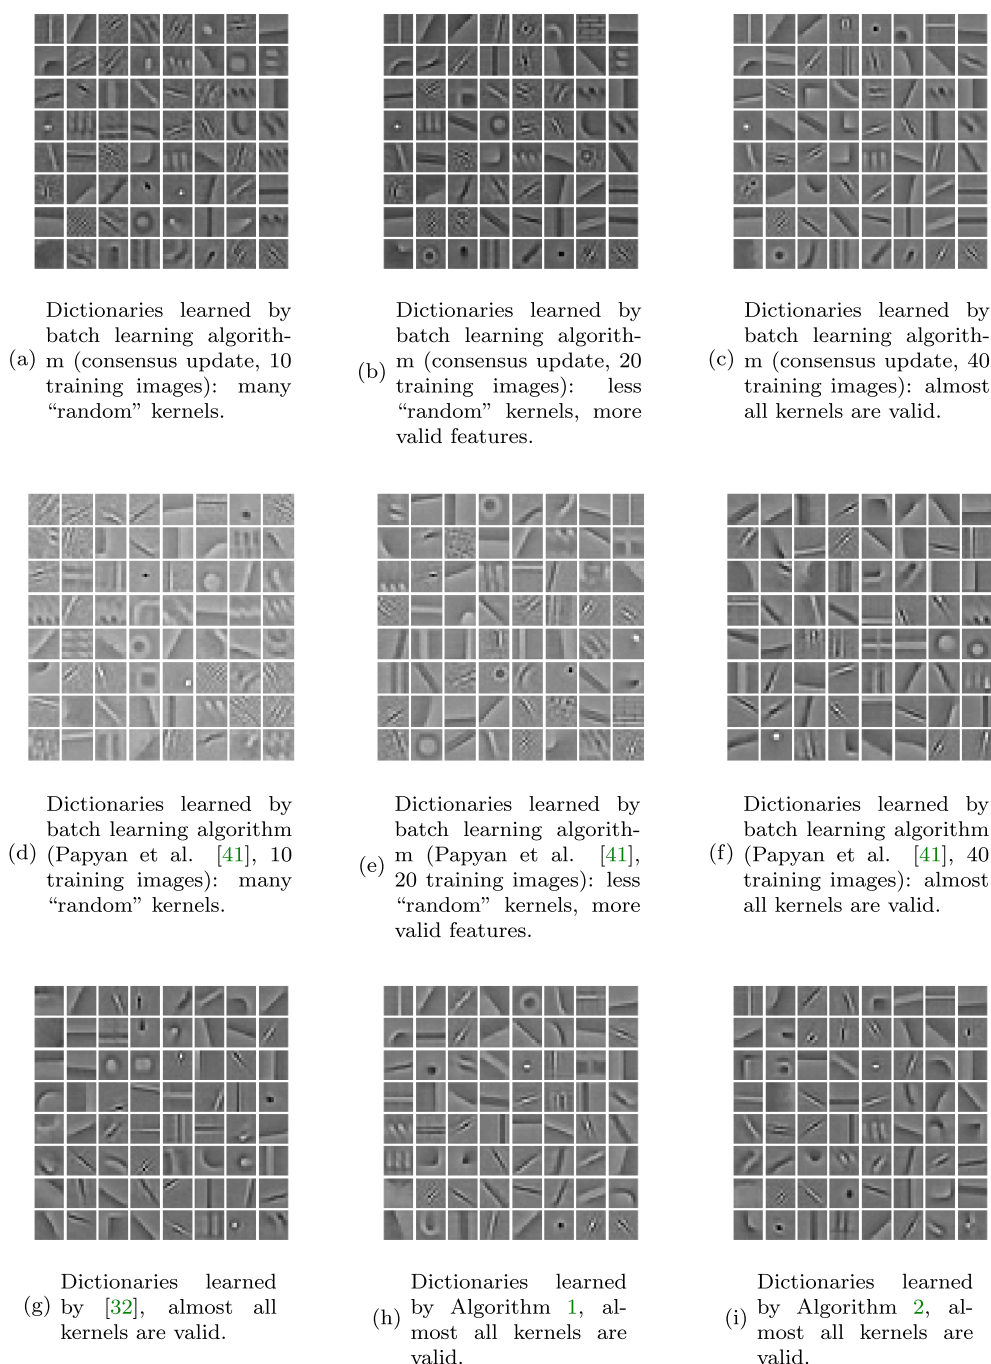 (a) Dictionaries learned by
batch learning algorith-
m (consensus update, 10
training images): many
“random” kernels.
(b) Dictionaries learned by
batch learning algorith-
m (consensus update, 20
training images): less
“random” kernels, more
valid features.
(c) Dictionaries learned by
batch learning algorith-
m (consensus update, 40
training images): almost
all kernels are valid.
(d) Dictionaries learned by
batch learning algorithm
(Papyan et al. [41], 10
training images): many
“random” kernels.
(e) Dictionaries learned by
batch learning algorith-
m (Papyan et al. [41],
20 training images): less
“random” kernels, more
valid features.
(f) Dictionaries learned by
batch learning algorithm
(Papyan et al. [41], 40
training images): almost
all kernels are valid.
(g) Dictionaries learned
by [32], almost all
kernels are valid.
(h) Dictionaries learned
by Algorithm 1, al-
most all kernels are
valid.
(i) Dictionaries learned
by Algorithm 2, al-
most all kernels are
valid.